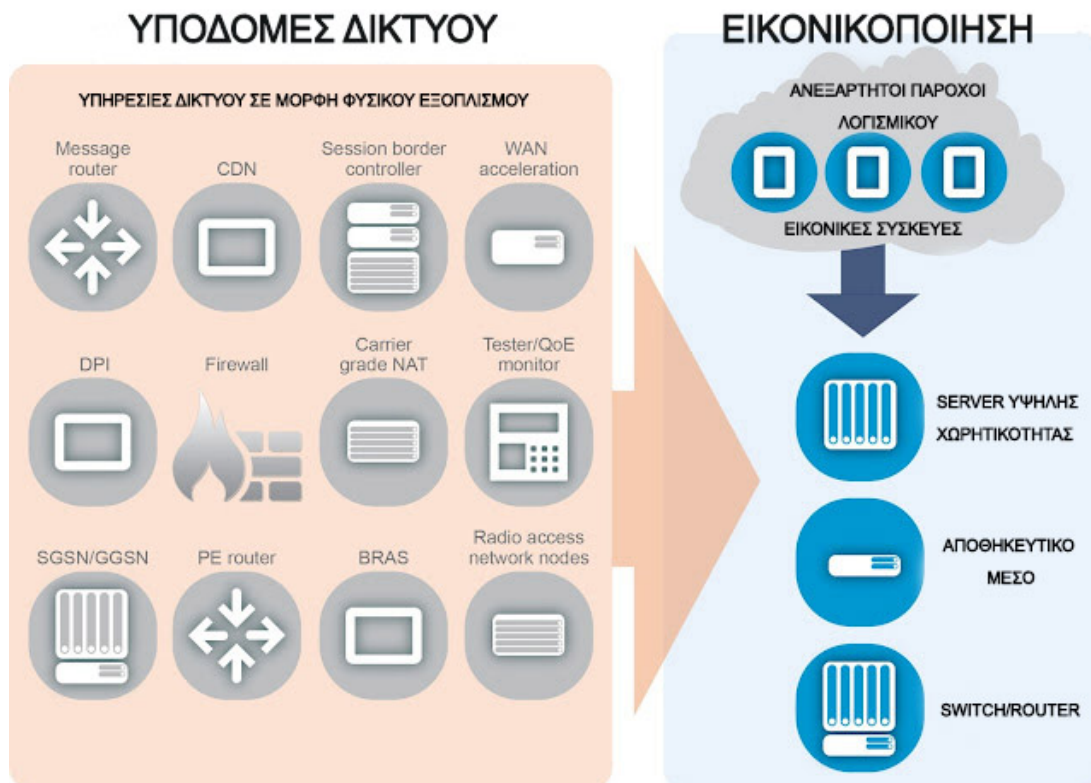 ΥΠΟΔΟΜΕΣ ΔΙΚΤΥΟΥ
ΥΠΗΡΕΣΙΕΣ ΔΙΚΤΥΟΥ ΣΕ ΜΟΡΦΗ ΦΥΣΙΚΟΥ ΕΞΟΠΛΙΣΜΟΥ
Message
router
CDN
Session border
controller
WAN
acceleration
DPI
Firewall
Carrier
grade NAT
Tester/QoE
monitor
SGSN/GGSN
PE router
BRAS
Radio access
network nodes
ΕΙΚΟΝΙΚΟΠΟΙΗΣΗ
ΑΝΕΞΑΡΤΗΤΟΙ ΠΑΡΟΧΟΙ
ΛΟΓΙΣΜΙΚΟΥ
ΕΙΚΟΝΙΚΕΣ ΣΥΣΚΕΥΕΣ
SERVER ΥΨΗΛΗΣ
ΧΩΡΗΤΙΚΟΤΗΤΑΣ
ΑΠΟΘΗΚΕΥΤΙΚΟ
ΜΕΣΟ
SWITCH/ROUTER